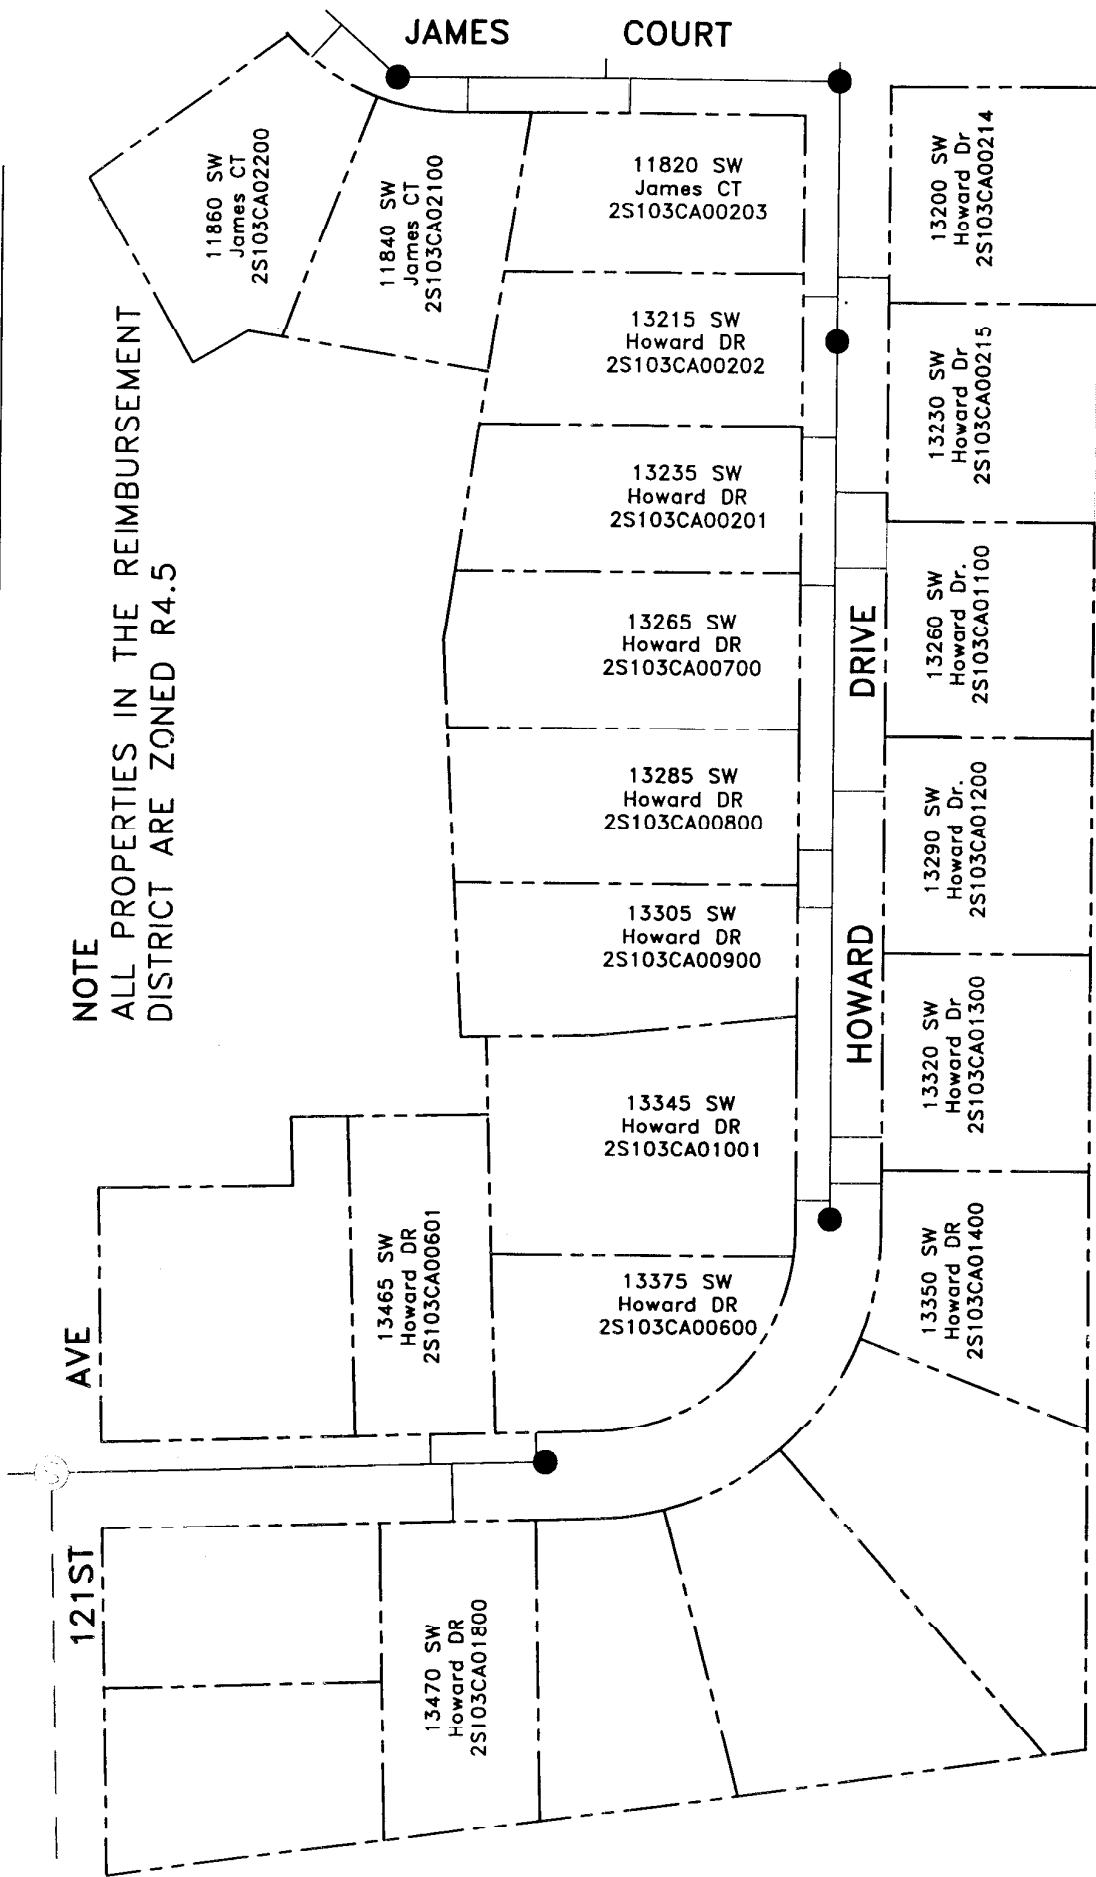 JAMES COURT
11860 SW
James CT
2S103CA02200
11840 SW
James CT
2S103CA02100
11820 SW
James CT
2S103CA00203
13200 SW
Howard Dr
2S103CA00214
NOTE
ALL PROPERTIES IN THE REIMBURSEMENT
DISTRICT ARE ZONED R4.5
13215 SW
Howard DR
2S103CA00202
13230 SW
Howard Dr
2S103CA00215
13235 SW
Howard DR
2S103CA00201
13265 SW
Howard DR
2S103CA00700
13260 SW
Howard Dr.
2S103CA01100
HOWARD DRIVE
13285 SW
Howard DR
2S103CA00800
13290 SW
Howard Dr.
2S103CA01200
13305 SW
Howard DR
2S103CA00900
13320 SW
Howard Dr
2S103CA01300
13345 SW
Howard DR
2S103CA01001
13465 SW
Howard DR
2S103CA00601
13375 SW
Howard DR
2S103CA00600
13350 SW
Howard DR
2S103CA01400
121ST AVE
S
13470 SW
Howard DR
2S103CA01800